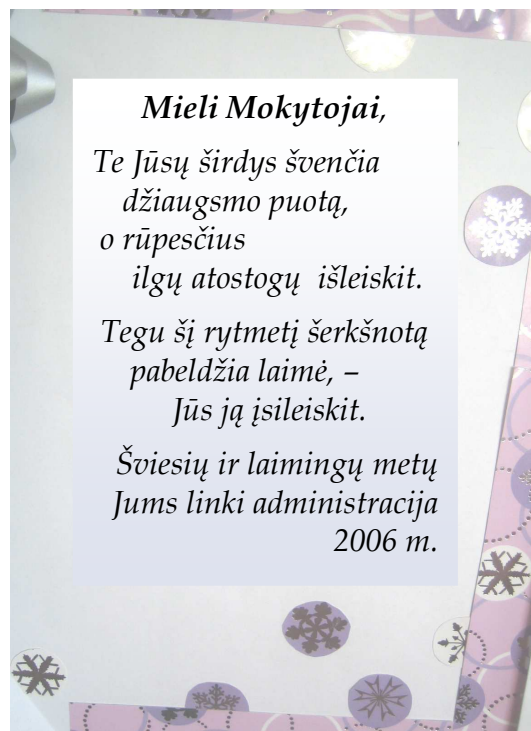 Mieli Mokytojai,
Te Jūsų širdys švenčia
džiaugsmo puotą,
o rūpesčius
ilgų atostogų išleiskit.
Tegu šį rytmetį šerkšnotą
pabeldžia laimė, –
Jūs ją įsileiskit.
Šviesių ir laimingų metų
Jums linki administracija
2006 m.